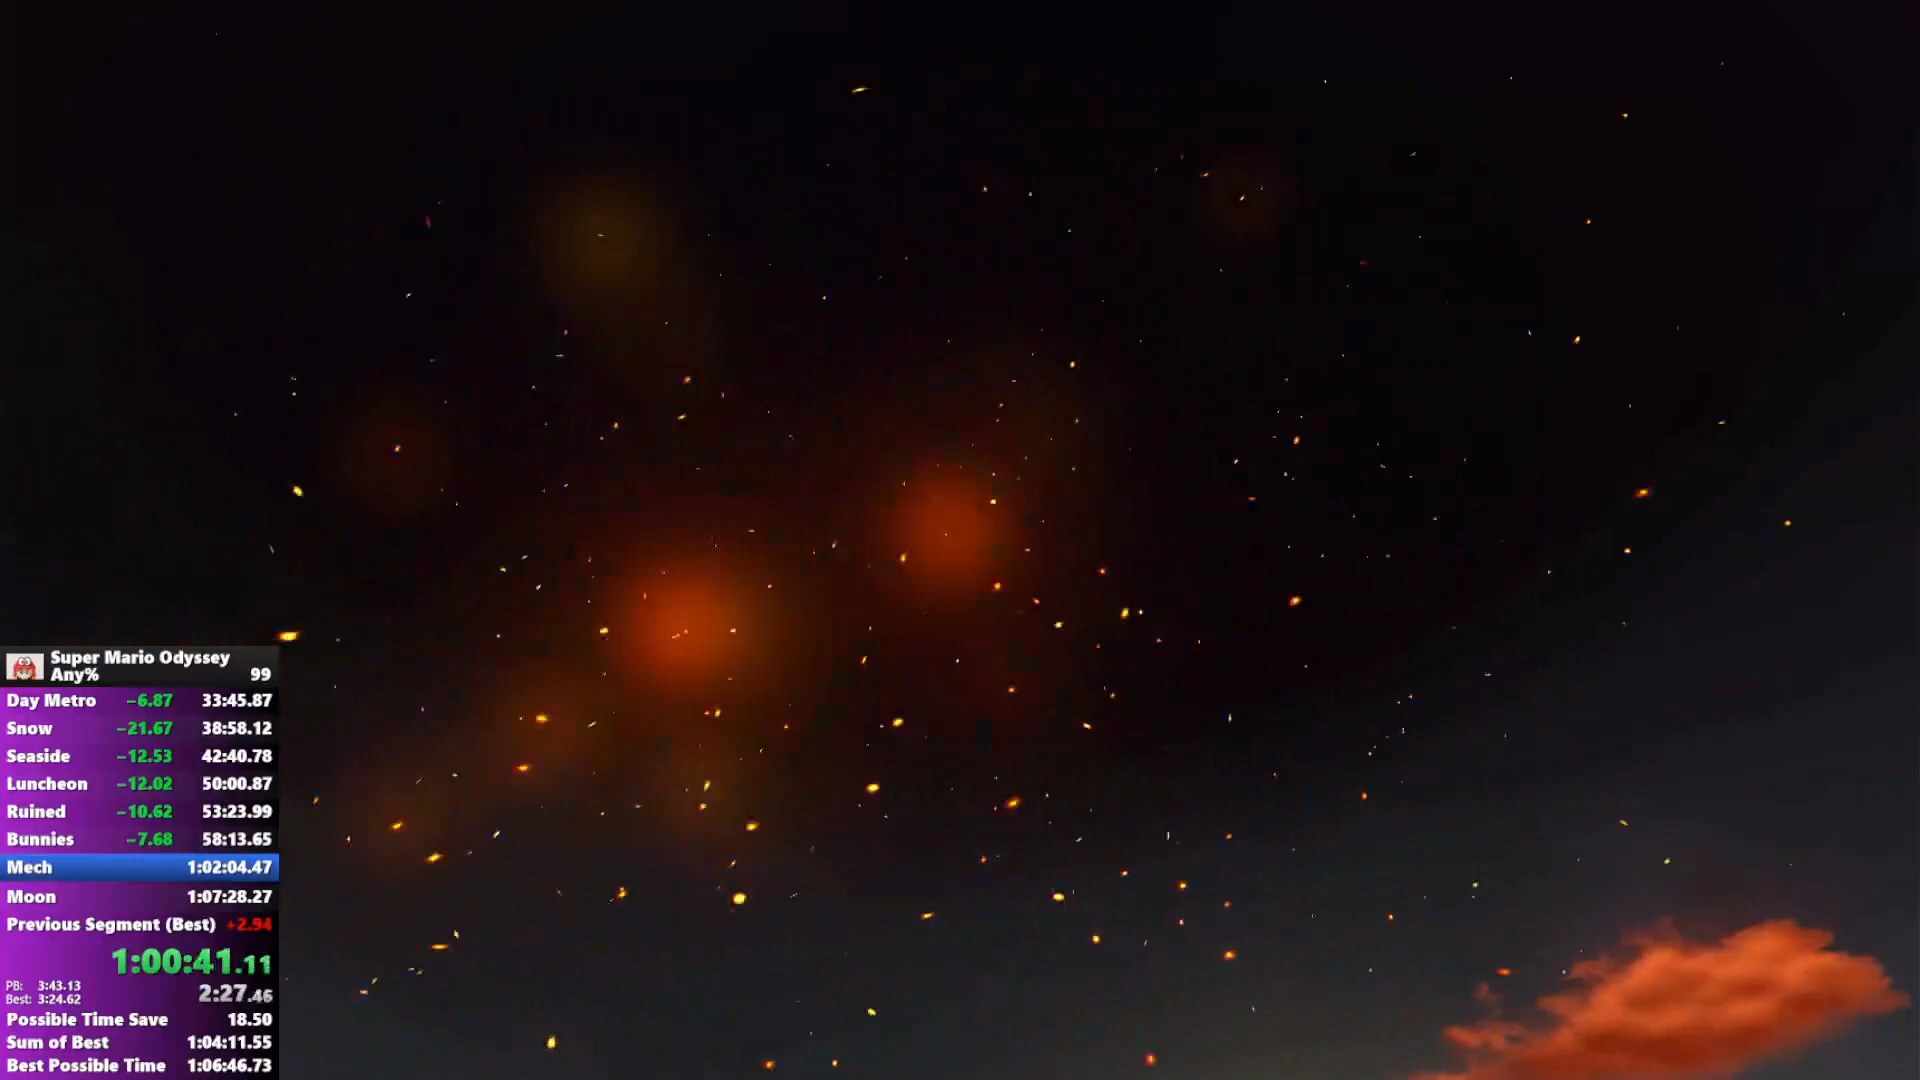 Super Mario Odyssey
Any% 99
Day Metro -6.87 33:45.87
Snow -21.67 38:58.12
Seaside -12.53 42:40.78
Luncheon -12.02 50:00.87
Ruined -10.62 53:23.99
Bunnies -7.68 58:13.65
Mech 1:02:04.47
Moon 1:07:28.27
Previous Segment (Best) +2.94
1:00:41.11
PB: 3:43.13
Best: 3:24.62
2:27.46
Possible Time Save 18.50
Sum of Best 1:04:11.55
Best Possible Time 1:06:46.73